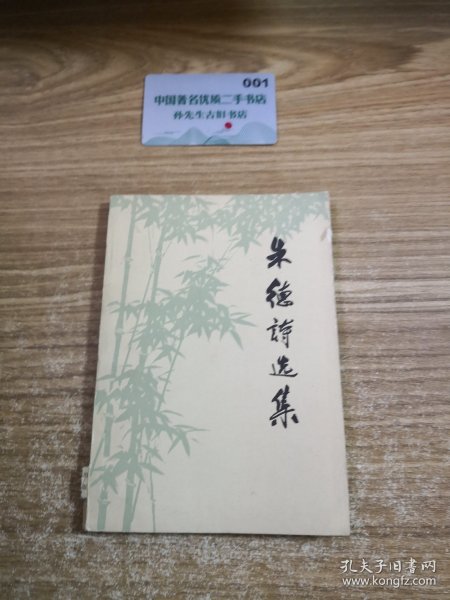 001
中国著名优质二手书店
孙先生古旧书店
朱德詩选集
孔夫子旧书网
www.kongfz.com